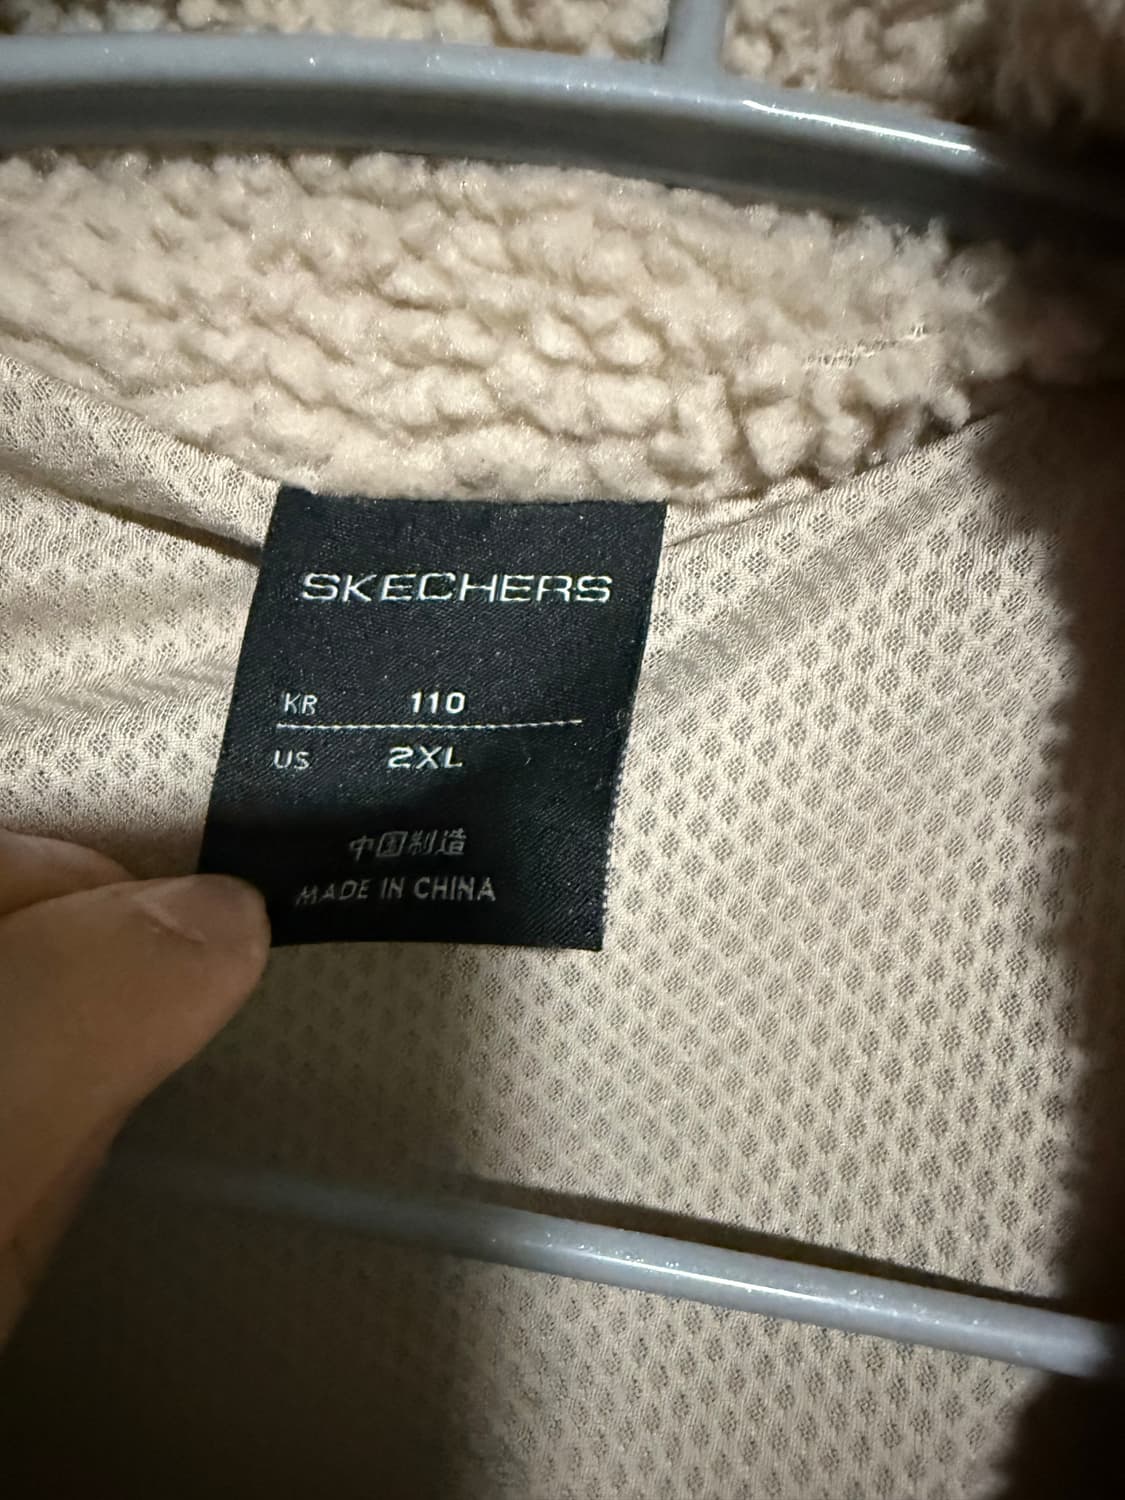 SKECHERS
KR 110
US 2XL
中国制造
MADE IN CHINA